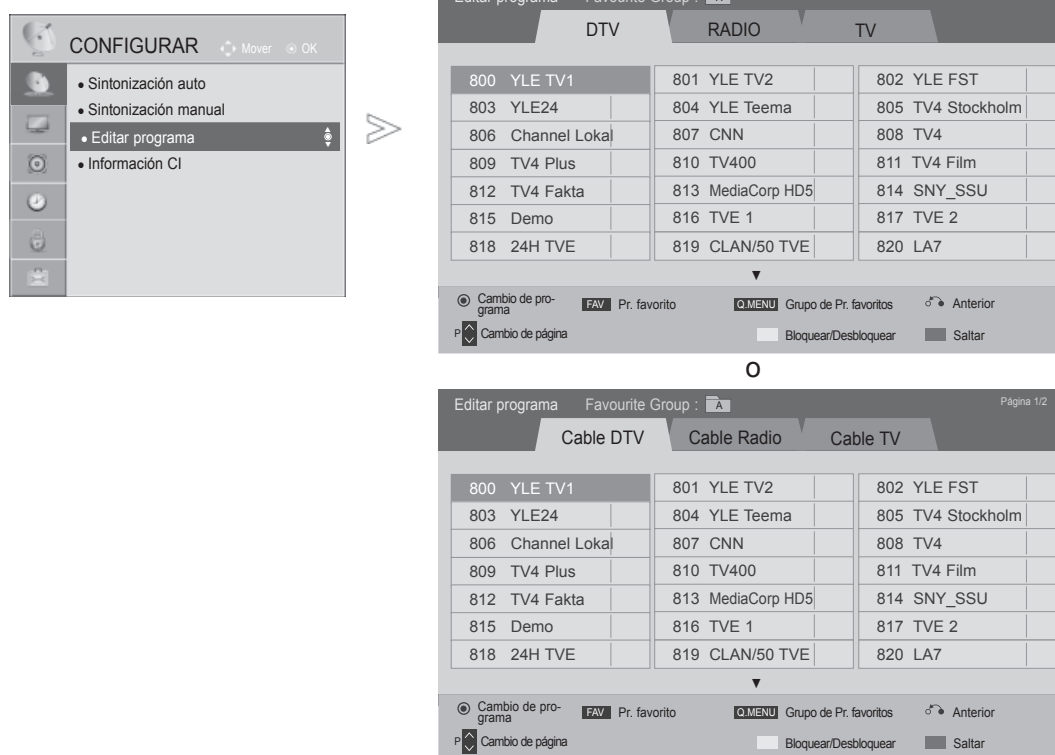 CONFIGURAR Mover OK
• Sintonización auto
• Sintonización manual
• Editar programa
• Información CI
Editar programa Favourite Group : A
DTV RADIO TV
800 YLE TV1 801 YLE TV2 802 YLE FST
803 YLE24 804 YLE Teema 805 TV4 Stockholm
806 Channel Lokal 807 CNN 808 TV4
809 TV4 Plus 810 TV400 811 TV4 Film
812 TV4 Fakta 813 MediaCorp HD5 814 SNY_SSU
815 Demo 816 TVE 1 817 TVE 2
818 24H TVE 819 CLAN/50 TVE 820 LA7
▼
Cambio de pro-
grama FAV Pr. favorito Q.MENU Grupo de Pr. favoritos Anterior
P Cambio de página Bloquear/Desbloquear Saltar
O
Editar programa Favourite Group : A Página 1/2
Cable DTV Cable Radio Cable TV
800 YLE TV1 801 YLE TV2 802 YLE FST
803 YLE24 804 YLE Teema 805 TV4 Stockholm
806 Channel Lokal 807 CNN 808 TV4
809 TV4 Plus 810 TV400 811 TV4 Film
812 TV4 Fakta 813 MediaCorp HD5 814 SNY_SSU
815 Demo 816 TVE 1 817 TVE 2
818 24H TVE 819 CLAN/50 TVE 820 LA7
▼
Cambio de pro-
grama FAV Pr. favorito Q.MENU Grupo de Pr. favoritos Anterior
P Cambio de página Bloquear/Desbloquear Saltar